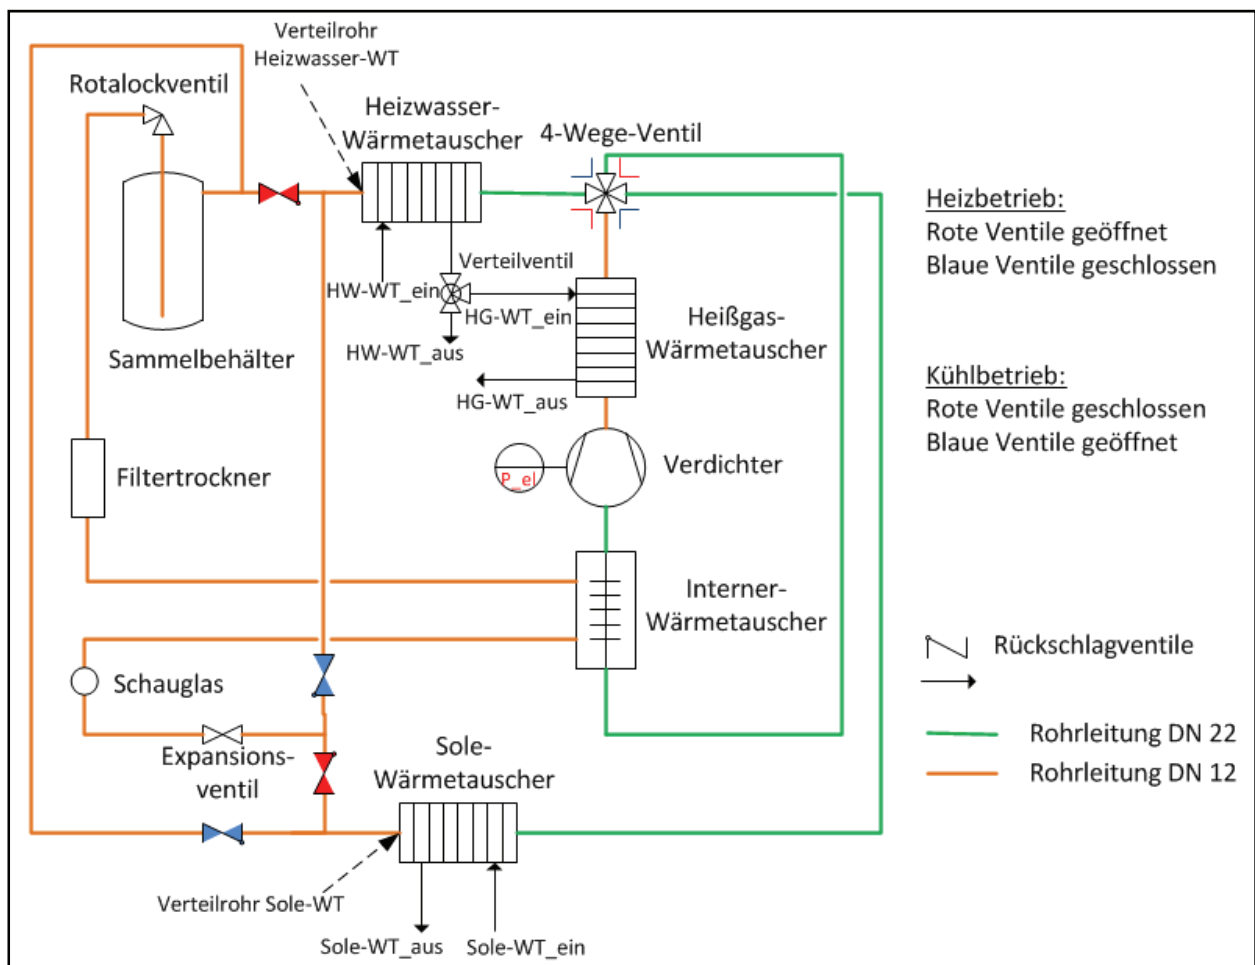 Verteilrohr
Heizwasser-WT
Rotalockventil
Heizwasser-
Wärmetauscher
4-Wege-Ventil
Heizbetrieb:
Rote Ventile geöffnet
Blaue Ventile geschlossen
Verteilventil
HW-WT_ein
HG-WT_ein
HW-WT_aus
Heißgas-
Wärmetauscher
Sammelbehälter
HG-WT_aus
Kühlbetrieb:
Rote Ventile geschlossen
Blaue Ventile geöffnet
Filtertrockner
P_el
Verdichter
Interner-
Wärmetauscher
Rückschlagventile
Schauglas
Expansions-
ventil
Sole-
Wärmetauscher
Rohrleitung DN 22
Rohrleitung DN 12
Verteilrohr Sole-WT
Sole-WT_aus
Sole-WT_ein